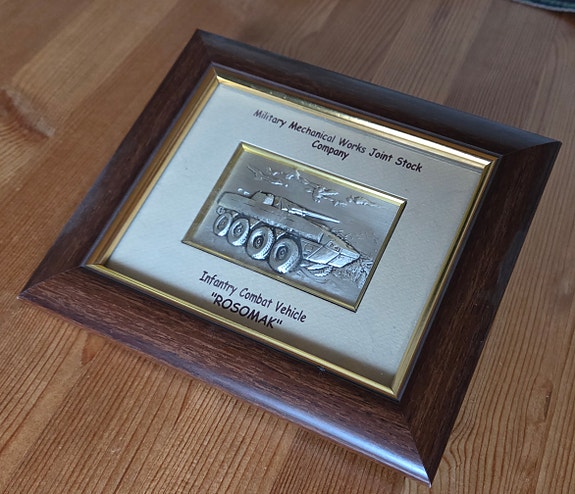 Military Mechanical Works Joint Stock
Company
Infantry Combat Vehicle
"ROSOMAK"